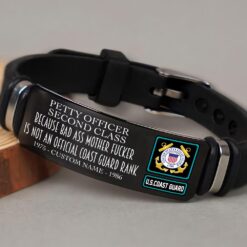 PETTY OFFICER
SECOND CLASS
BECAUSE BAD ASS MOTHER FUCKER
IS NOT AN OFFICIAL COAST GUARD RANK
1976 - CUSTOM NAME - 1986
U.S.COAST GUARD